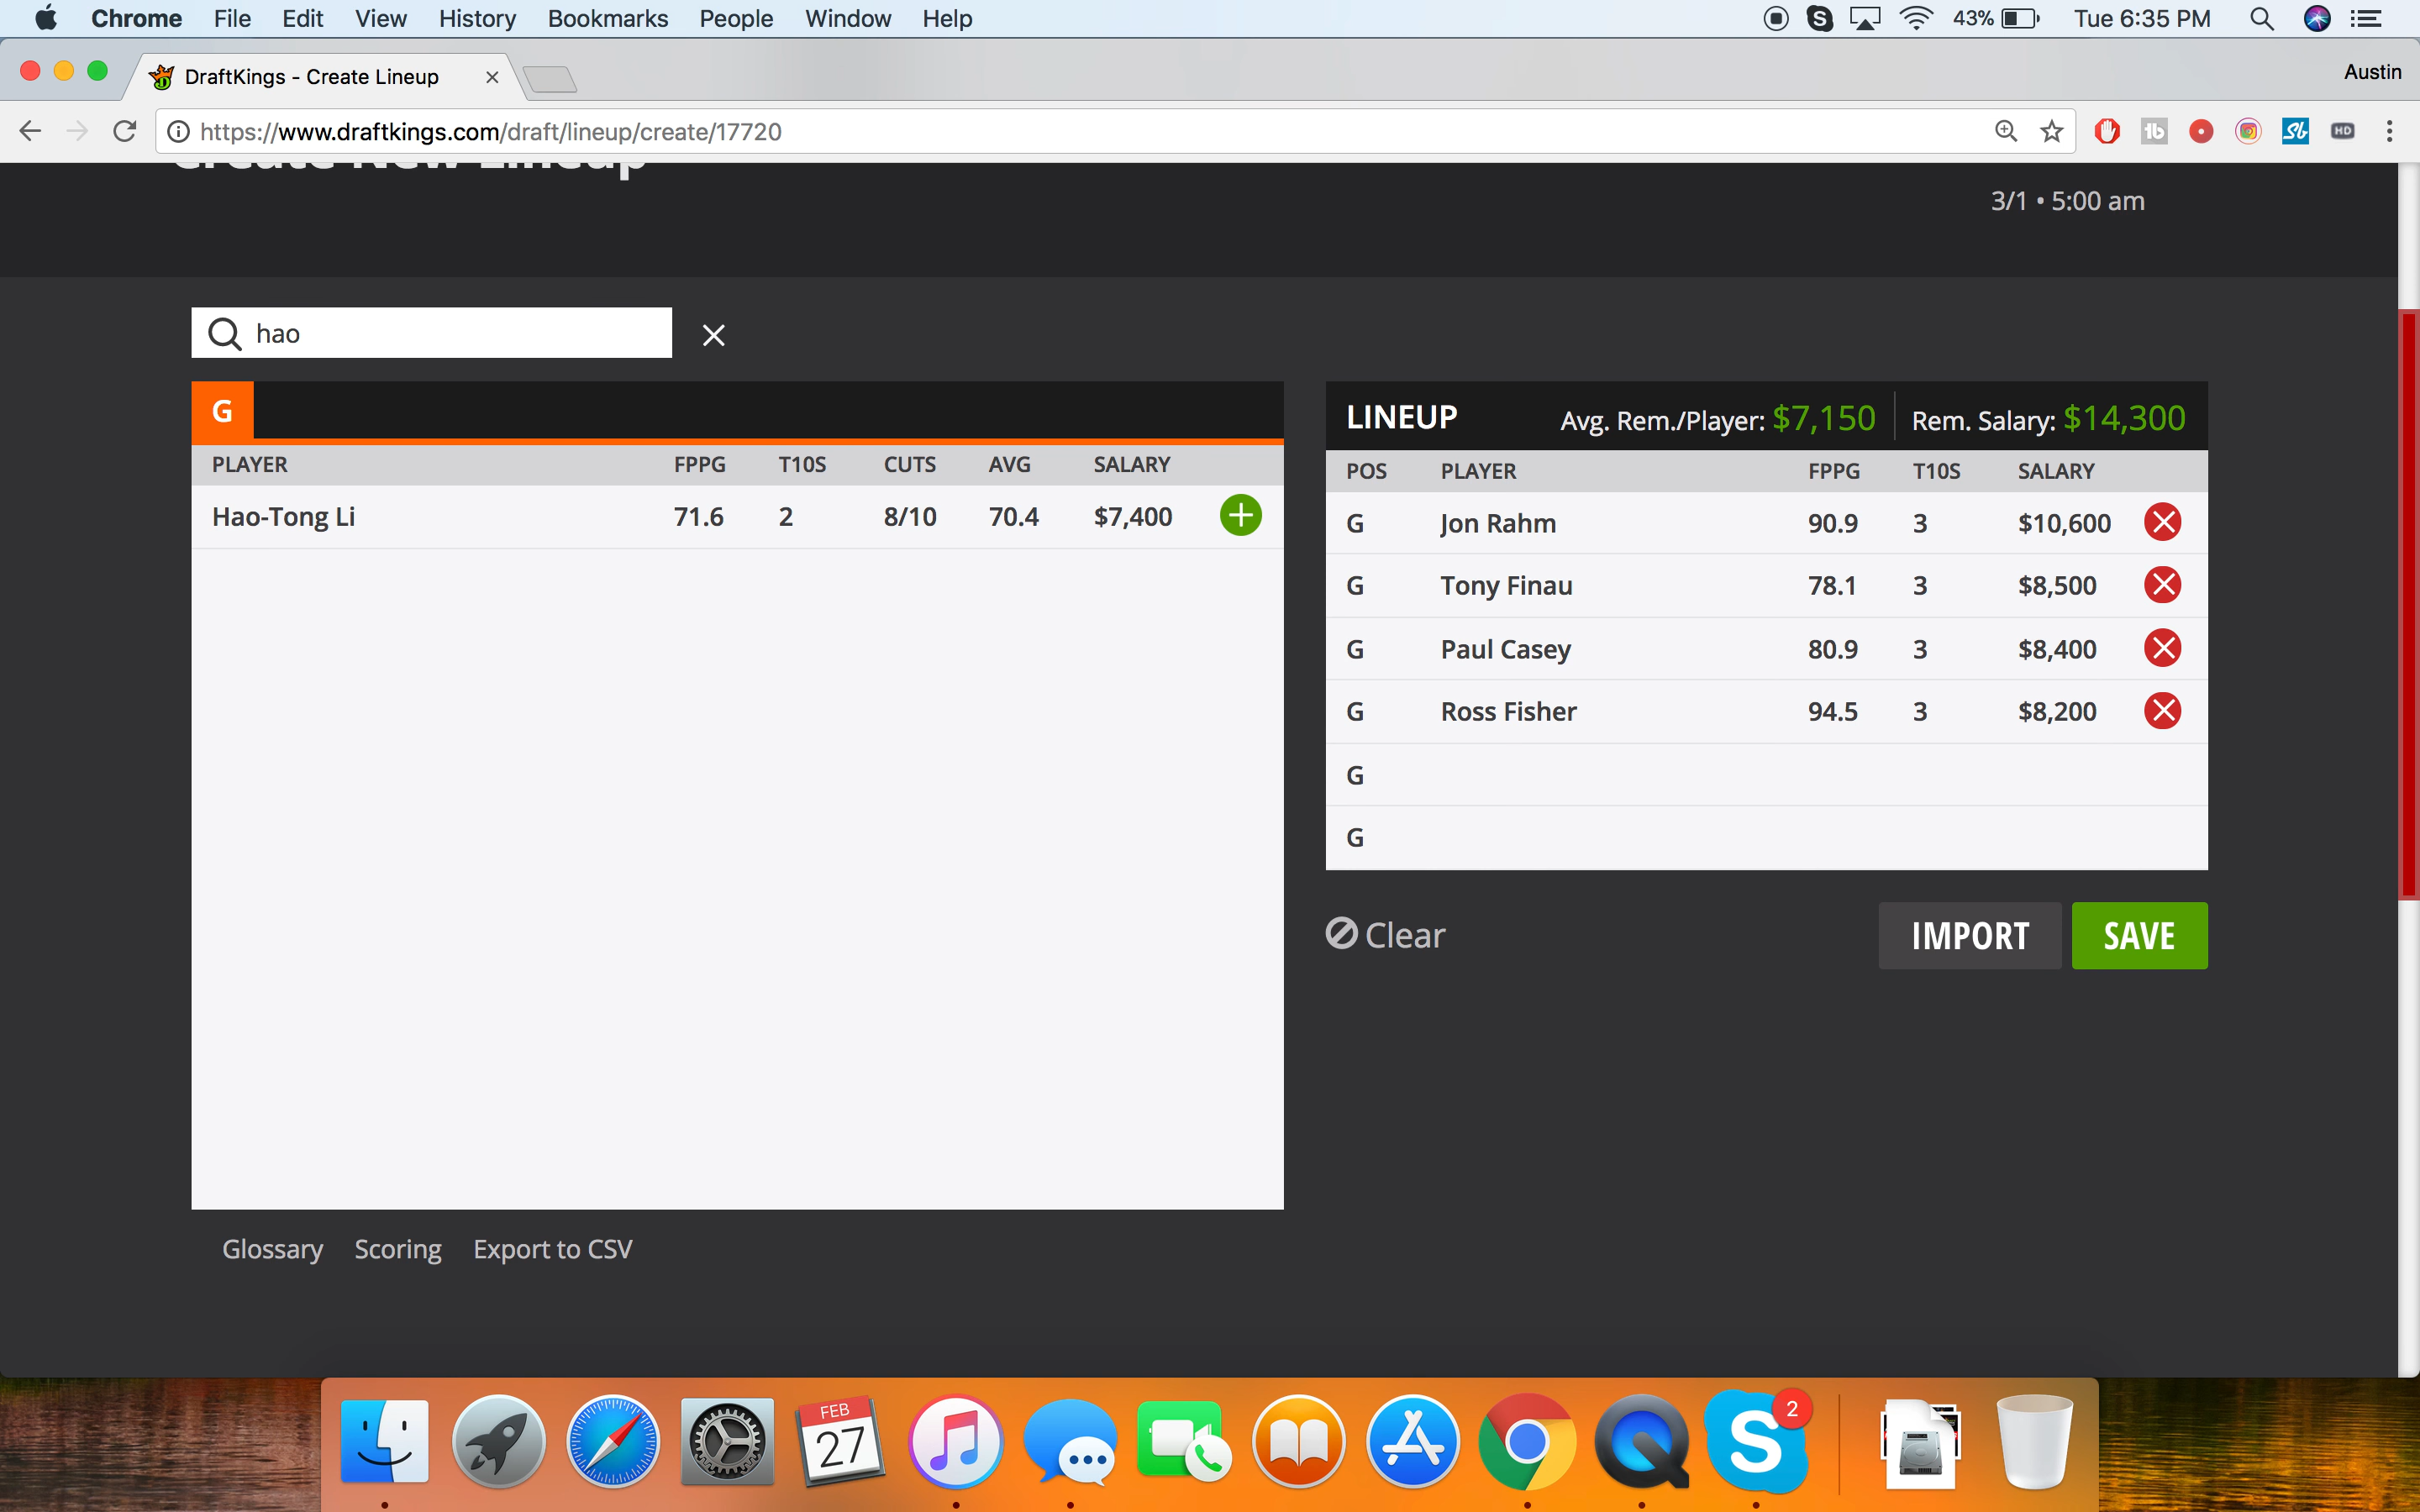 Chrome File Edit View History Bookmarks People Window Help 43% Tue 6:35 PM
DraftKings - Create Lineup Austin
https://www.draftkings.com/draft/lineup/create/17720
Create New Lineup
3/1 • 5:00 am
hao
G
LINEUP Avg. Rem./Player: $7,150 Rem. Salary: $14,300
PLAYER FPPG T10S CUTS AVG SALARY
Hao-Tong Li 71.6 2 8/10 70.4 $7,400
POS PLAYER FPPG T10S SALARY
G Jon Rahm 90.9 3 $10,600
G Tony Finau 78.1 3 $8,500
G Paul Casey 80.9 3 $8,400
G Ross Fisher 94.5 3 $8,200
G
G
Clear IMPORT SAVE
Glossary Scoring Export to CSV
FEB
27
2